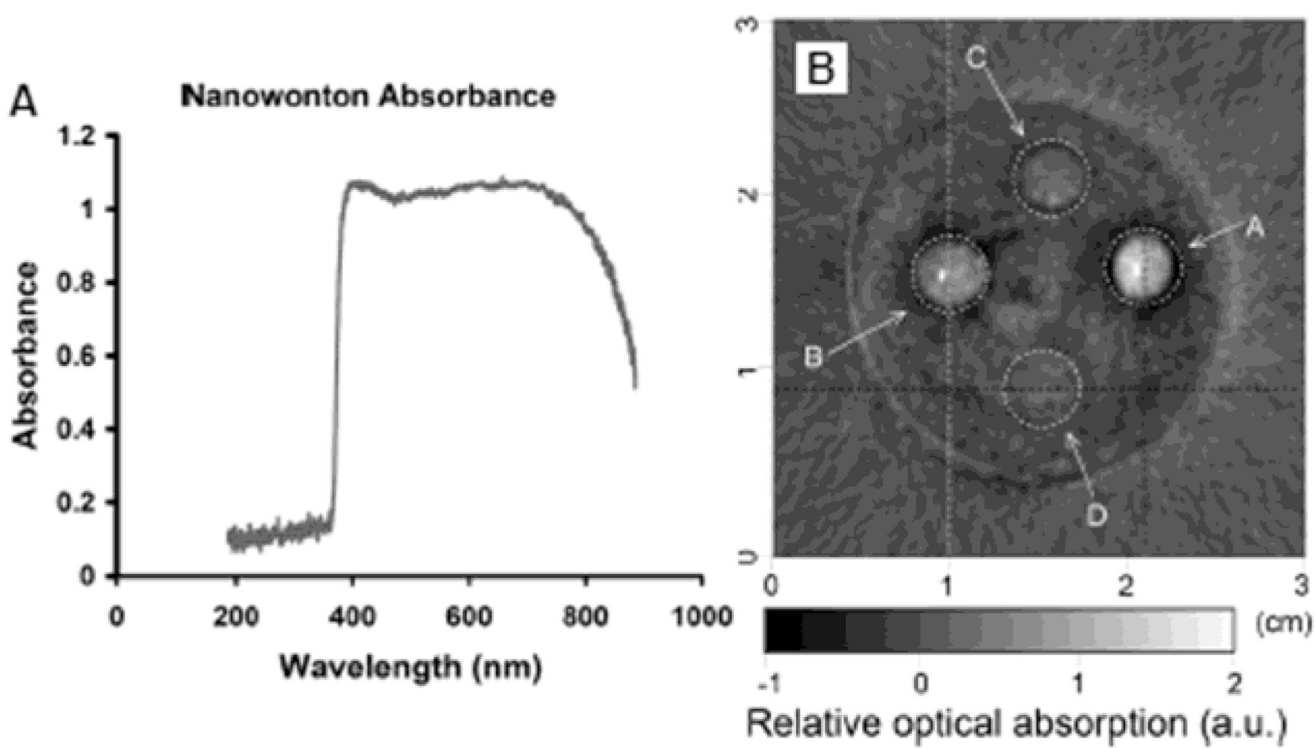 A
Nanowonton Absorbance
1.2
1
0.8
0.6
0.4
0.2
0
Absorbance
0 200 400 600 800 1000
Wavelength (nm)
B
3
2
1
0
C
A
B
D
0 1 2 3
(cm)
-1 0 1 2
Relative optical absorption (a.u.)